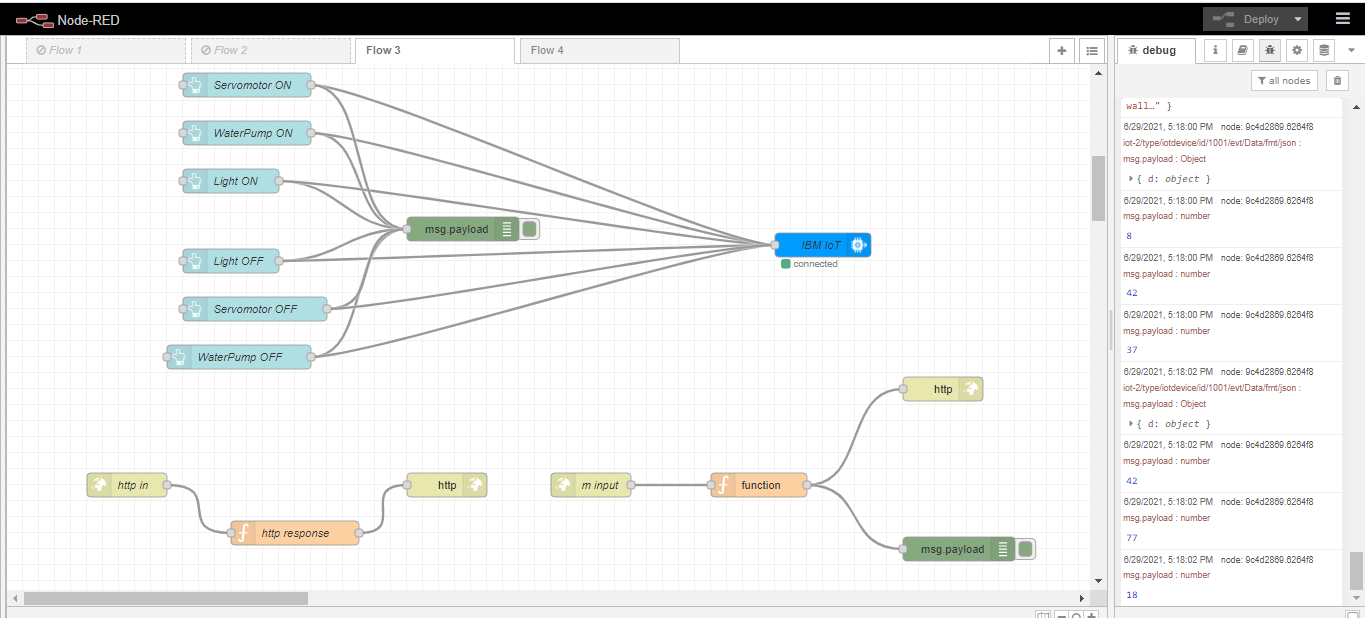 Node-RED
Deploy
Flow 1
Flow 2
Flow 3
Flow 4
debug
all nodes
Servomotor ON
WaterPump ON
Light ON
msg.payload
IBM IoT
connected
Light OFF
Servomotor OFF
WaterPump OFF
http
http in
http
m input
function
http response
msg.payload
wall…" }
6/29/2021, 5:18:00 PM node: 9c4d2869.6264f8
iot-2/type/iotdevice/id/1001/evt/Data/fmt/json :
msg.payload : Object
{ d: object }
6/29/2021, 5:18:00 PM node: 9c4d2869.6264f8
msg.payload : number
8
6/29/2021, 5:18:00 PM node: 9c4d2869.6264f8
msg.payload : number
42
6/29/2021, 5:18:00 PM node: 9c4d2869.6264f8
msg.payload : number
37
6/29/2021, 5:18:02 PM node: 9c4d2869.6264f8
iot-2/type/iotdevice/id/1001/evt/Data/fmt/json :
msg.payload : Object
{ d: object }
6/29/2021, 5:18:02 PM node: 9c4d2869.6264f8
msg.payload : number
42
6/29/2021, 5:18:02 PM node: 9c4d2869.6264f8
msg.payload : number
77
6/29/2021, 5:18:02 PM node: 9c4d2869.6264f8
msg.payload : number
18